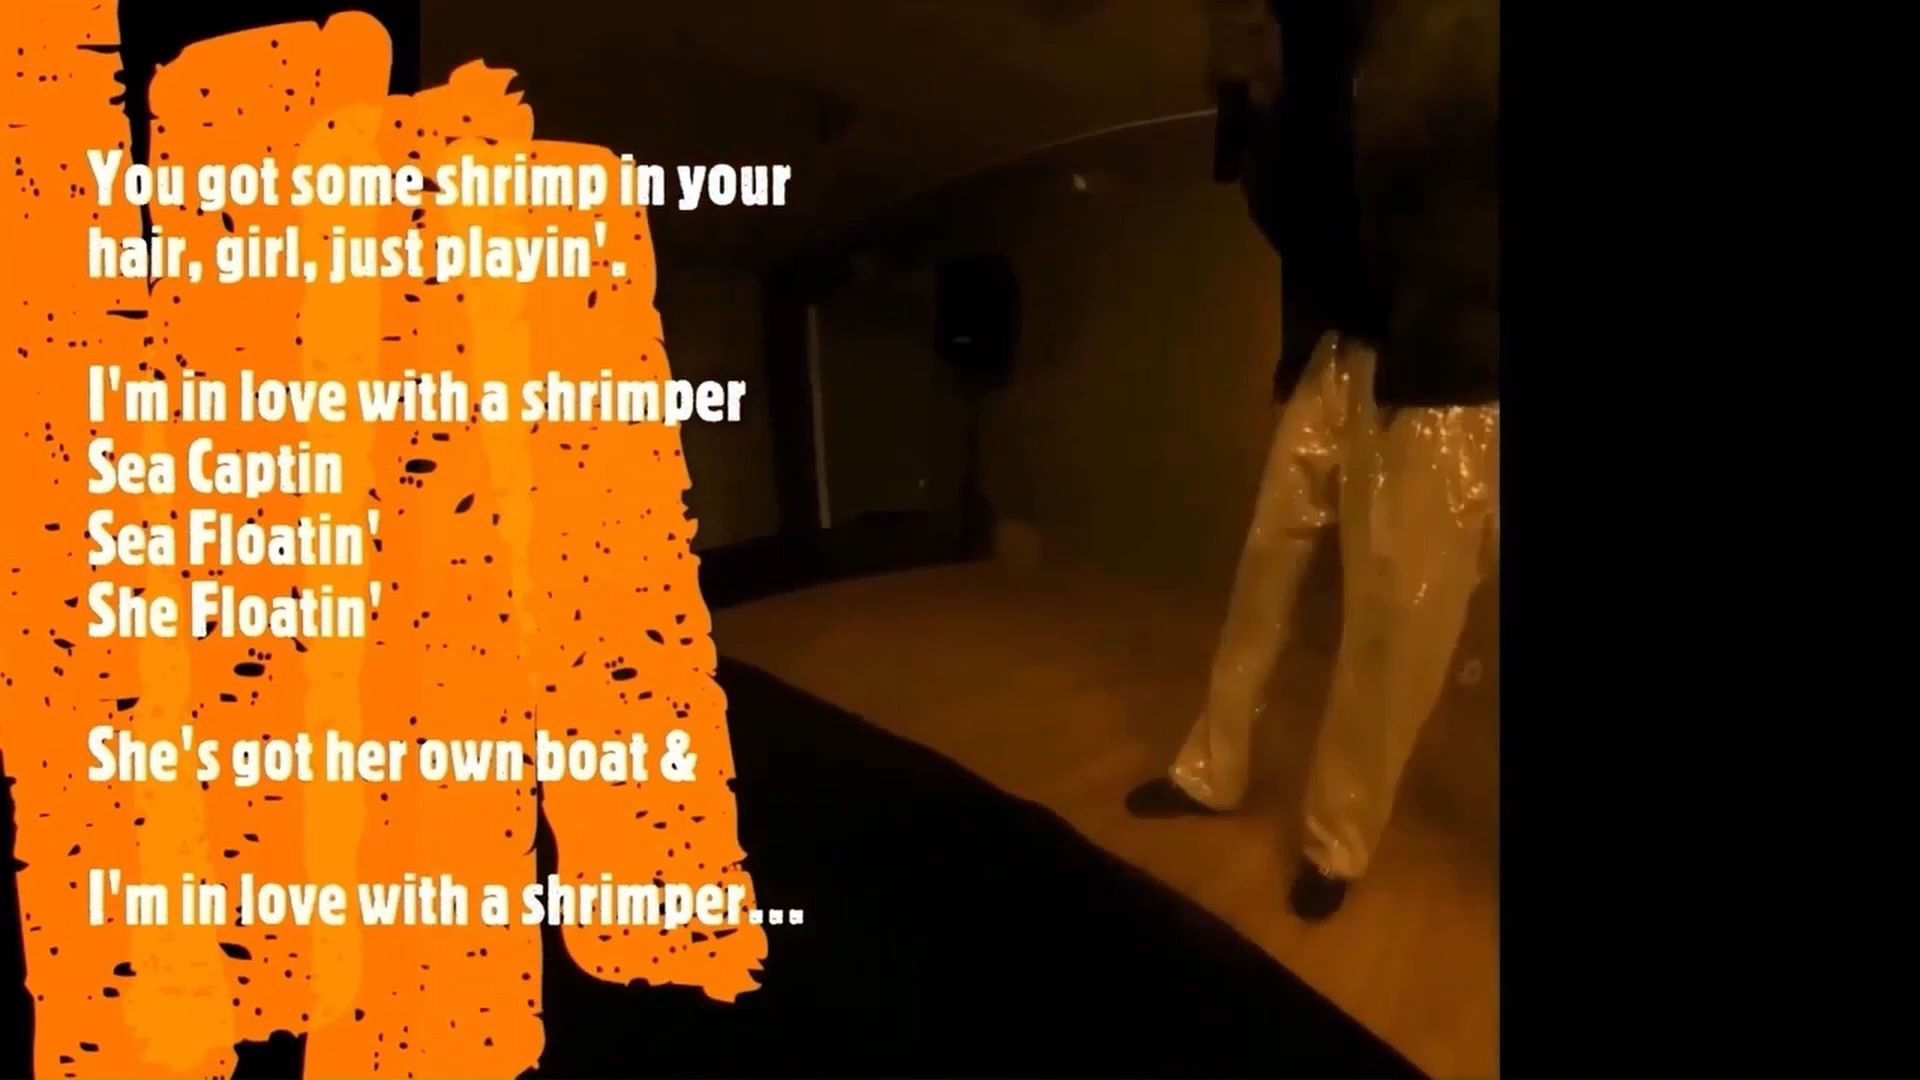 You got some shrimp in your
hair, girl, just playin'.
I'm in love with a shrimper
Sea Captin
Sea Floatin'
She Floatin'
She's got her own boat &
I'm in love with a shrimper...